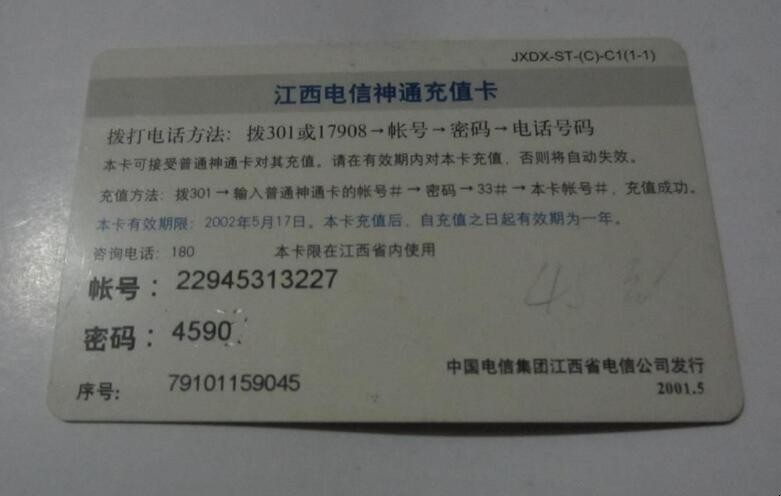 JXDX-ST-(C)-C1(1-1)
江西电信神通充值卡
拨打电话方法：拨301或17908→帐号→密码→电话号码
本卡可接受普通神通卡对其充值。请在有效期内对本卡充值，否则将自动失效。
充值方法：拨301→输入普通神通卡的帐号#→密码→33#→本卡帐号#，充值成功。
本卡有效期限：2002年5月17日。本卡充值后，自充值之日起有效期为一年。
咨询电话：180 本卡限在江西省内使用
帐号：22945313227
密码：4590
序号：79101159045
中国电信集团江西省电信公司发行
2001.5